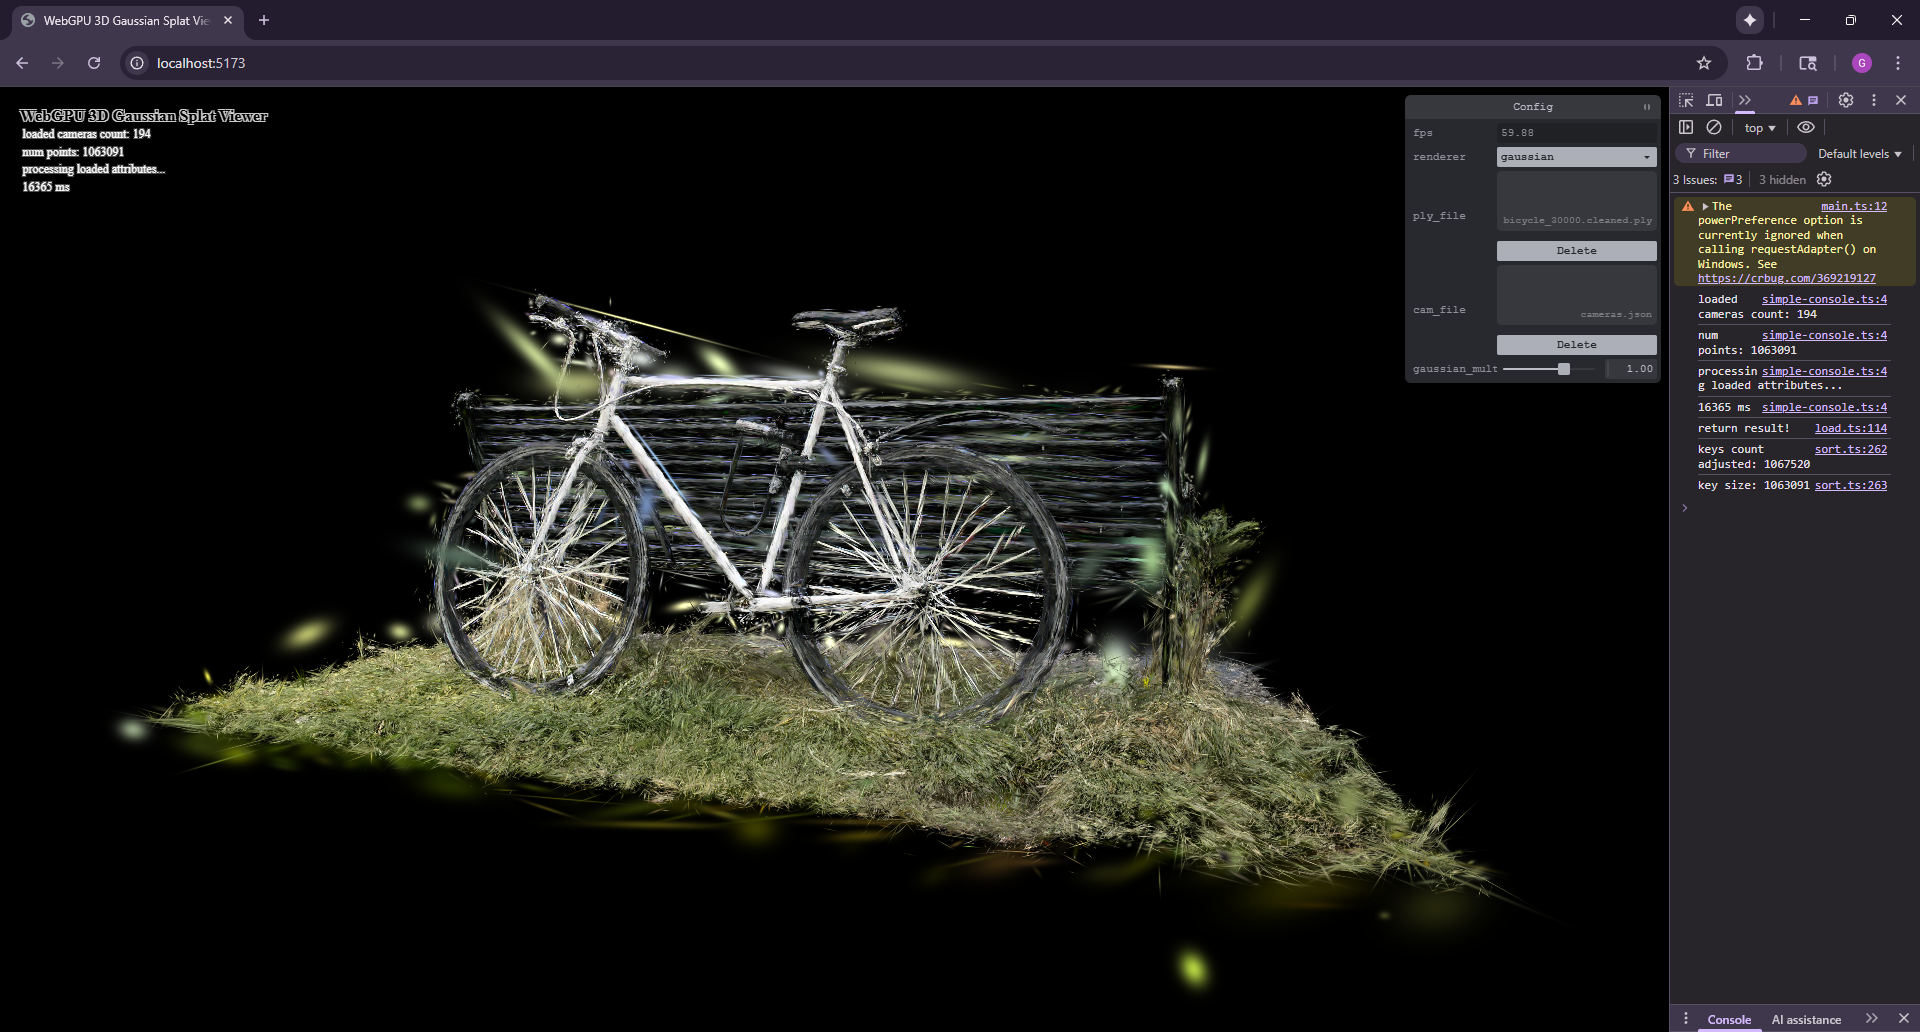 WebGPU 3D Gaussian Splat Vie
localhost:5173
G
WebGPU 3D Gaussian Splat Viewer
loaded cameras count: 194
num points: 1063091
processing loaded attributes...
16365 ms
Config
fps 59.88
renderer gaussian
ply_file bicycle_30000.cleaned.ply
Delete
cam_file cameras.json
Delete
gaussian_mult 1.00
top
Filter Default levels
3 Issues: 3 3 hidden
The main.ts:12
powerPreference option is
currently ignored when
calling requestAdapter() on
Windows. See
https://crbug.com/369219127
loaded simple-console.ts:4
cameras count: 194
num simple-console.ts:4
points: 1063091
processin simple-console.ts:4
g loaded attributes...
16365 ms simple-console.ts:4
return result! load.ts:114
keys count sort.ts:262
adjusted: 1067520
key size: 1063091 sort.ts:263
Console AI assistance